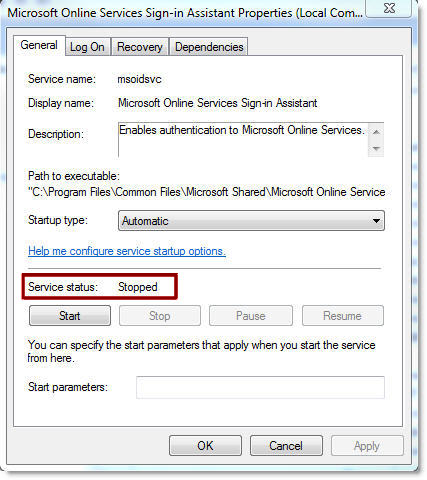 Microsoft Online Services Sign-in Assistant Properties (Local Com...
General Log On Recovery Dependencies
Service name: msoidsvc
Display name: Microsoft Online Services Sign-in Assistant
Description: Enables authentication to Microsoft Online Services.
Path to executable:
"C:\Program Files\Common Files\Microsoft Shared\Microsoft Online Service
Startup type: Automatic
Help me configure service startup options.
Service status: Stopped
Start Stop Pause Resume
You can specify the start parameters that apply when you start the service
from here.
Start parameters:
OK Cancel Apply